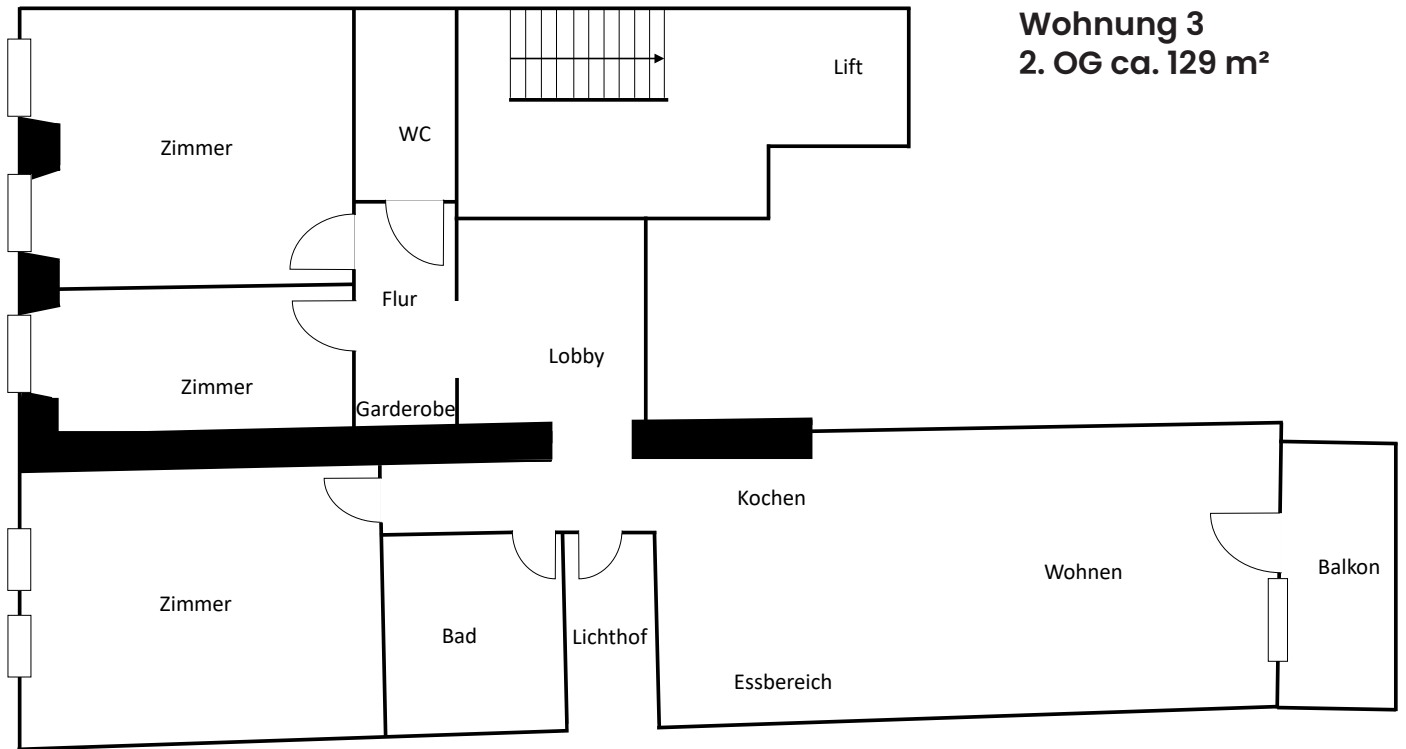 Wohnung 3
2. OG ca. 129 m²
Lift
Zimmer
WC
Flur
Lobby
Zimmer
Garderobe
Kochen
Wohnen
Balkon
Zimmer
Bad
Lichthof
Essbereich